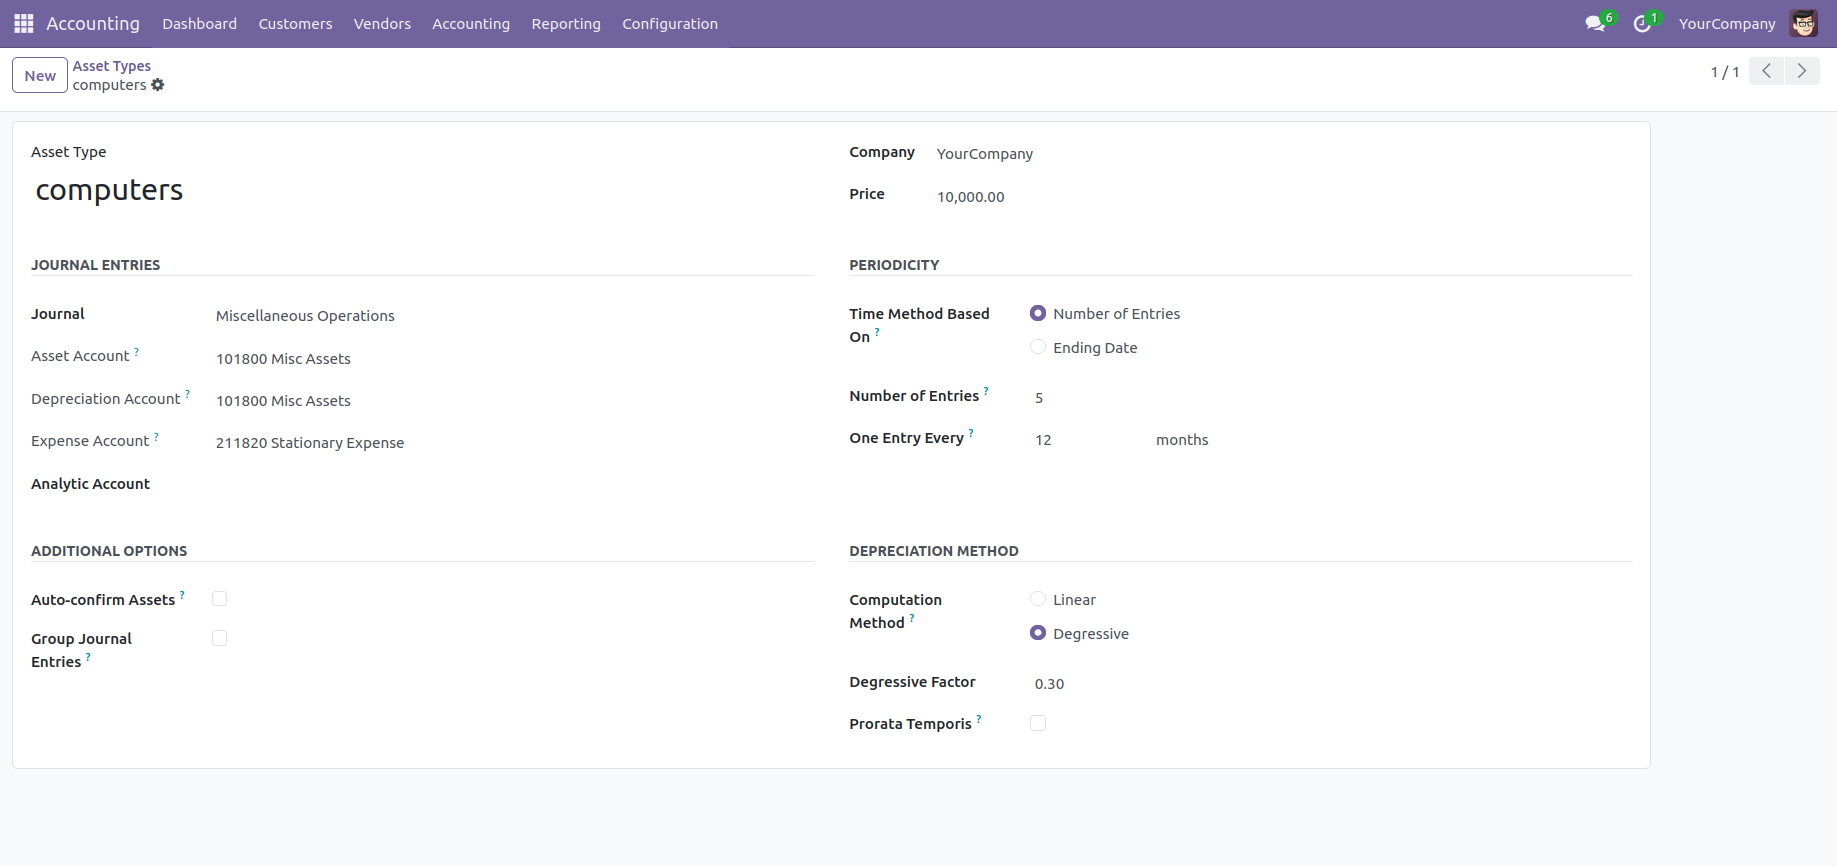 Accounting Dashboard Customers Vendors Accounting Reporting Configuration 6 1 YourCompany
New
Asset Types
computers
1 / 1
Asset Type
computers
Company YourCompany
Price 10,000.00
JOURNAL ENTRIES
Journal Miscellaneous Operations
Asset Account ? 101800 Misc Assets
Depreciation Account ? 101800 Misc Assets
Expense Account ? 211820 Stationary Expense
Analytic Account
PERIODICITY
Time Method Based
On ?
Number of Entries
Ending Date
Number of Entries ? 5
One Entry Every ? 12 months
ADDITIONAL OPTIONS
Auto-confirm Assets ?
Group Journal
Entries ?
DEPRECIATION METHOD
Computation
Method ?
Linear
Degressive
Degressive Factor 0.30
Prorata Temporis ?